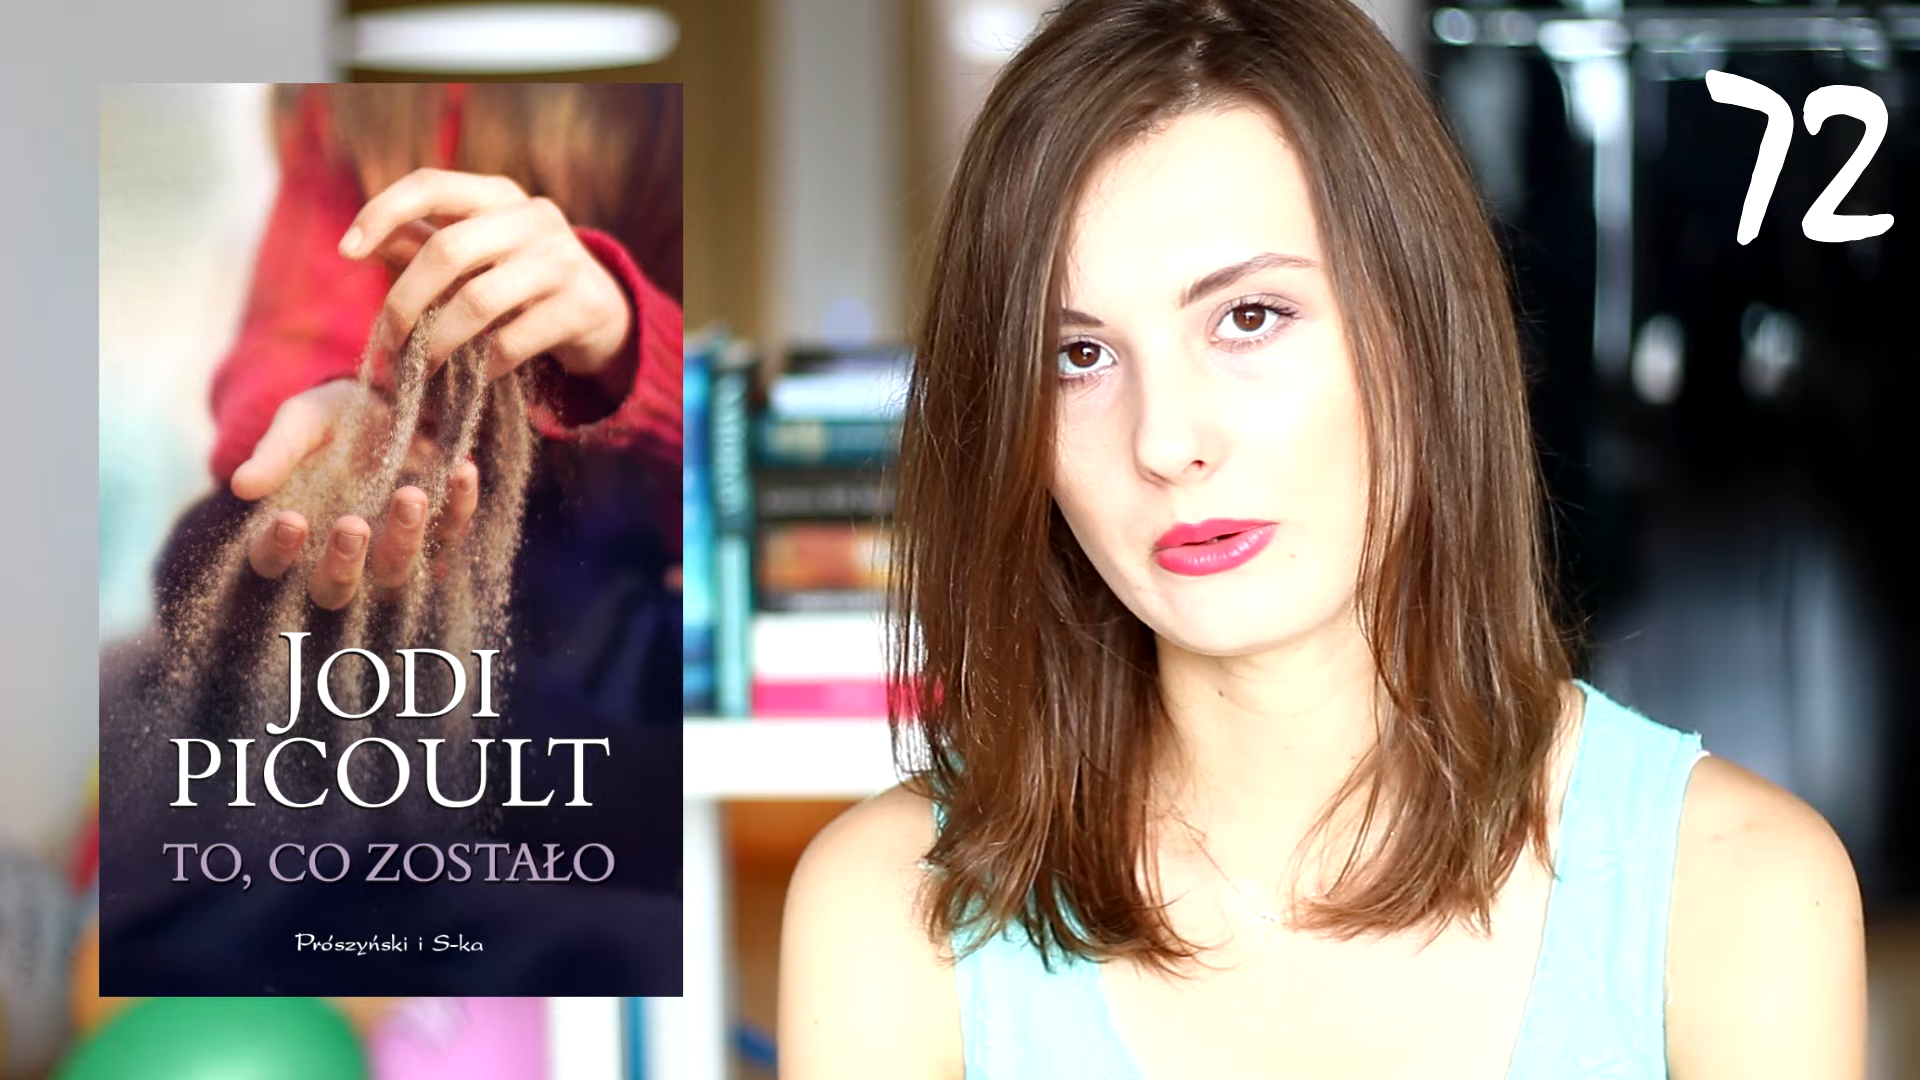 72
JODI
PICOULT
TO, CO ZOSTAŁO
Prószyński i S-ka